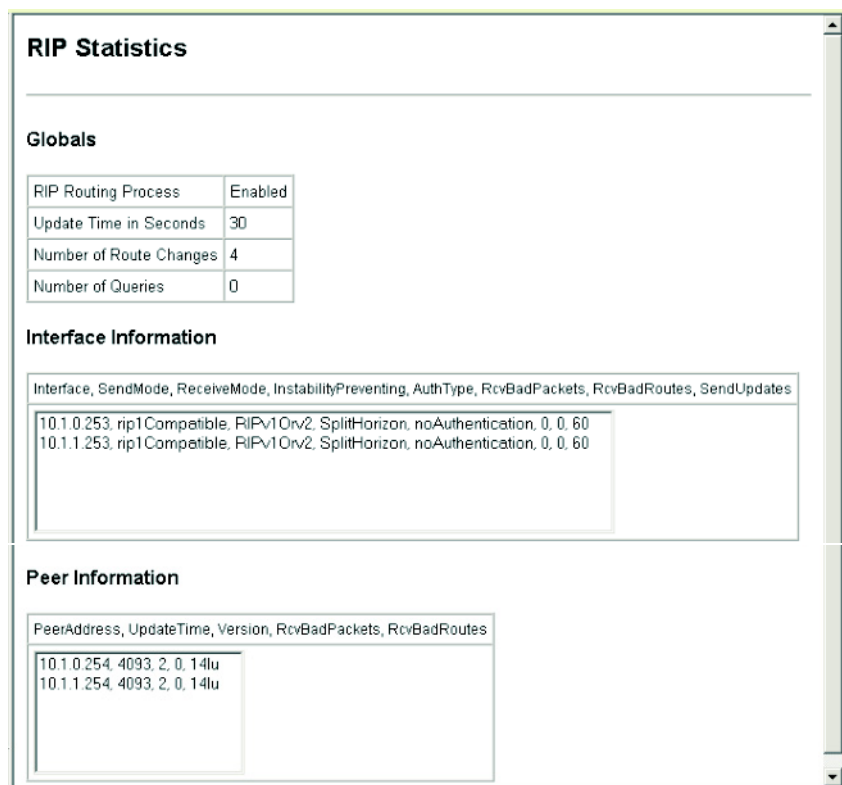 RIP Statistics
Globals
RIP Routing Process Enabled
Update Time in Seconds 30
Number of Route Changes 4
Number of Queries 0
Interface Information
Interface, SendMode, ReceiveMode, InstabilityPreventing, AuthType, RcvBadPackets, RcvBadRoutes, SendUpdates
10.1.0.253, rip1Compatible, RIPv1Orv2, SplitHorizon, noAuthentication, 0, 0, 60
10.1.1.253, rip1Compatible, RIPv1Orv2, SplitHorizon, noAuthentication, 0, 0, 60
Peer Information
PeerAddress, UpdateTime, Version, RcvBadPackets, RcvBadRoutes
10.1.0.254, 4093, 2, 0, 14lu
10.1.1.254, 4093, 2, 0, 14lu